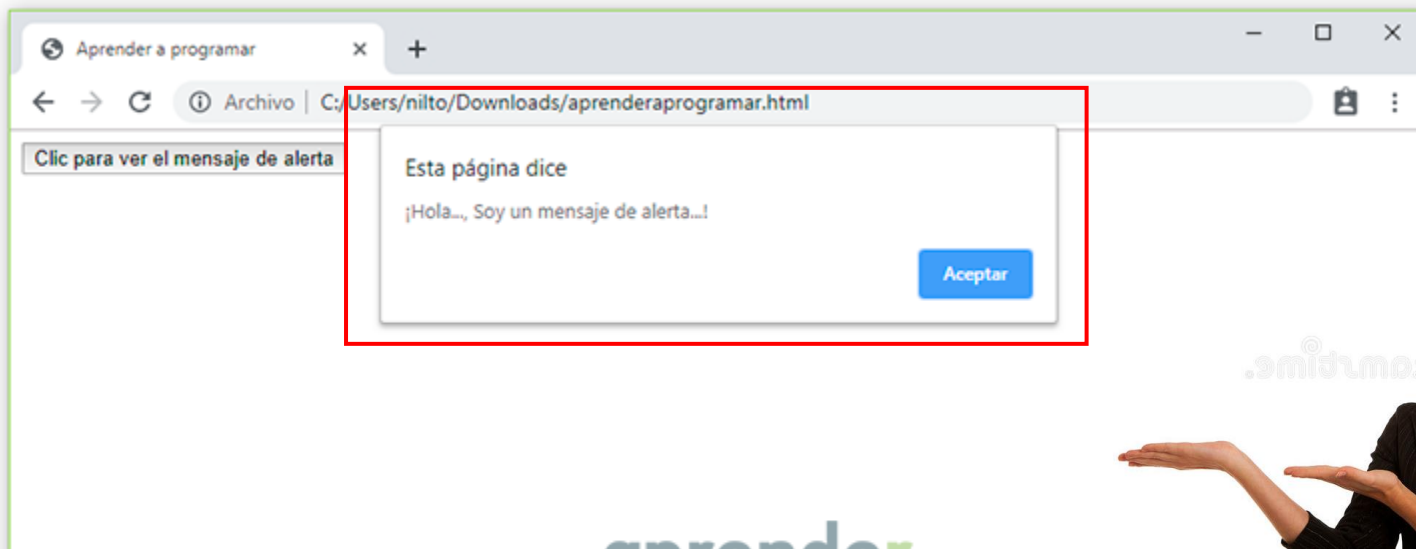 Aprender a programar
Archivo | C:/Users/nilto/Downloads/aprenderaprogramar.html
Clic para ver el mensaje de alerta
Esta página dice
¡Hola..., Soy un mensaje de alerta...!
Aceptar
aprender